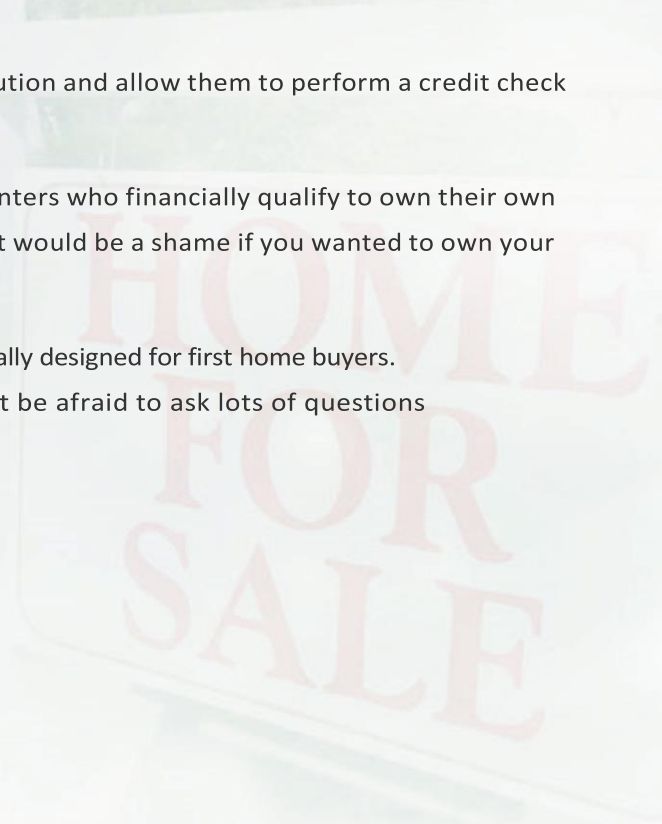 ution and allow them to perform a credit check
nters who financially qualify to own their own
t would be a shame if you wanted to own your
ally designed for first home buyers.
t be afraid to ask lots of questions
HOME
FOR
SALE